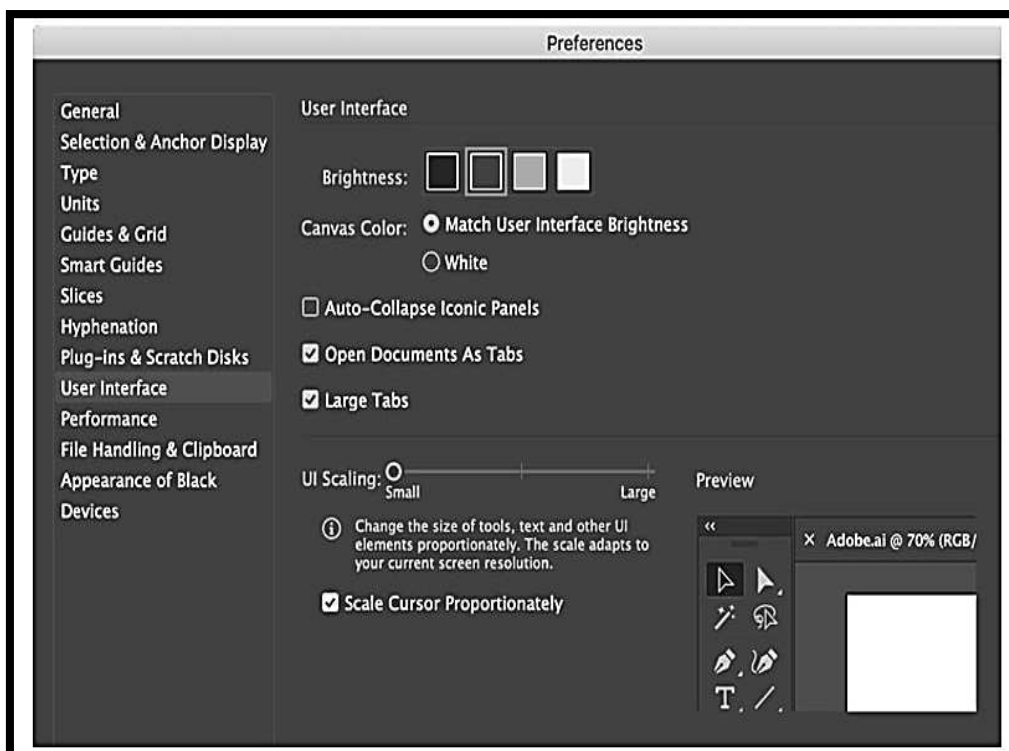 Preferences
General
Selection & Anchor Display
Type
Units
Guides & Grid
Smart Guides
Slices
Hyphenation
Plug-ins & Scratch Disks
User Interface
Performance
File Handling & Clipboard
Appearance of Black
Devices
User Interface
Brightness:
Canvas Color: Match User Interface Brightness
White
Auto-Collapse Iconic Panels
Open Documents As Tabs
Large Tabs
UI Scaling:
Small Large
Change the size of tools, text and other UI
elements proportionately. The scale adapts to
your current screen resolution.
Scale Cursor Proportionately
Preview
Adobe.ai @ 70% (RGB/